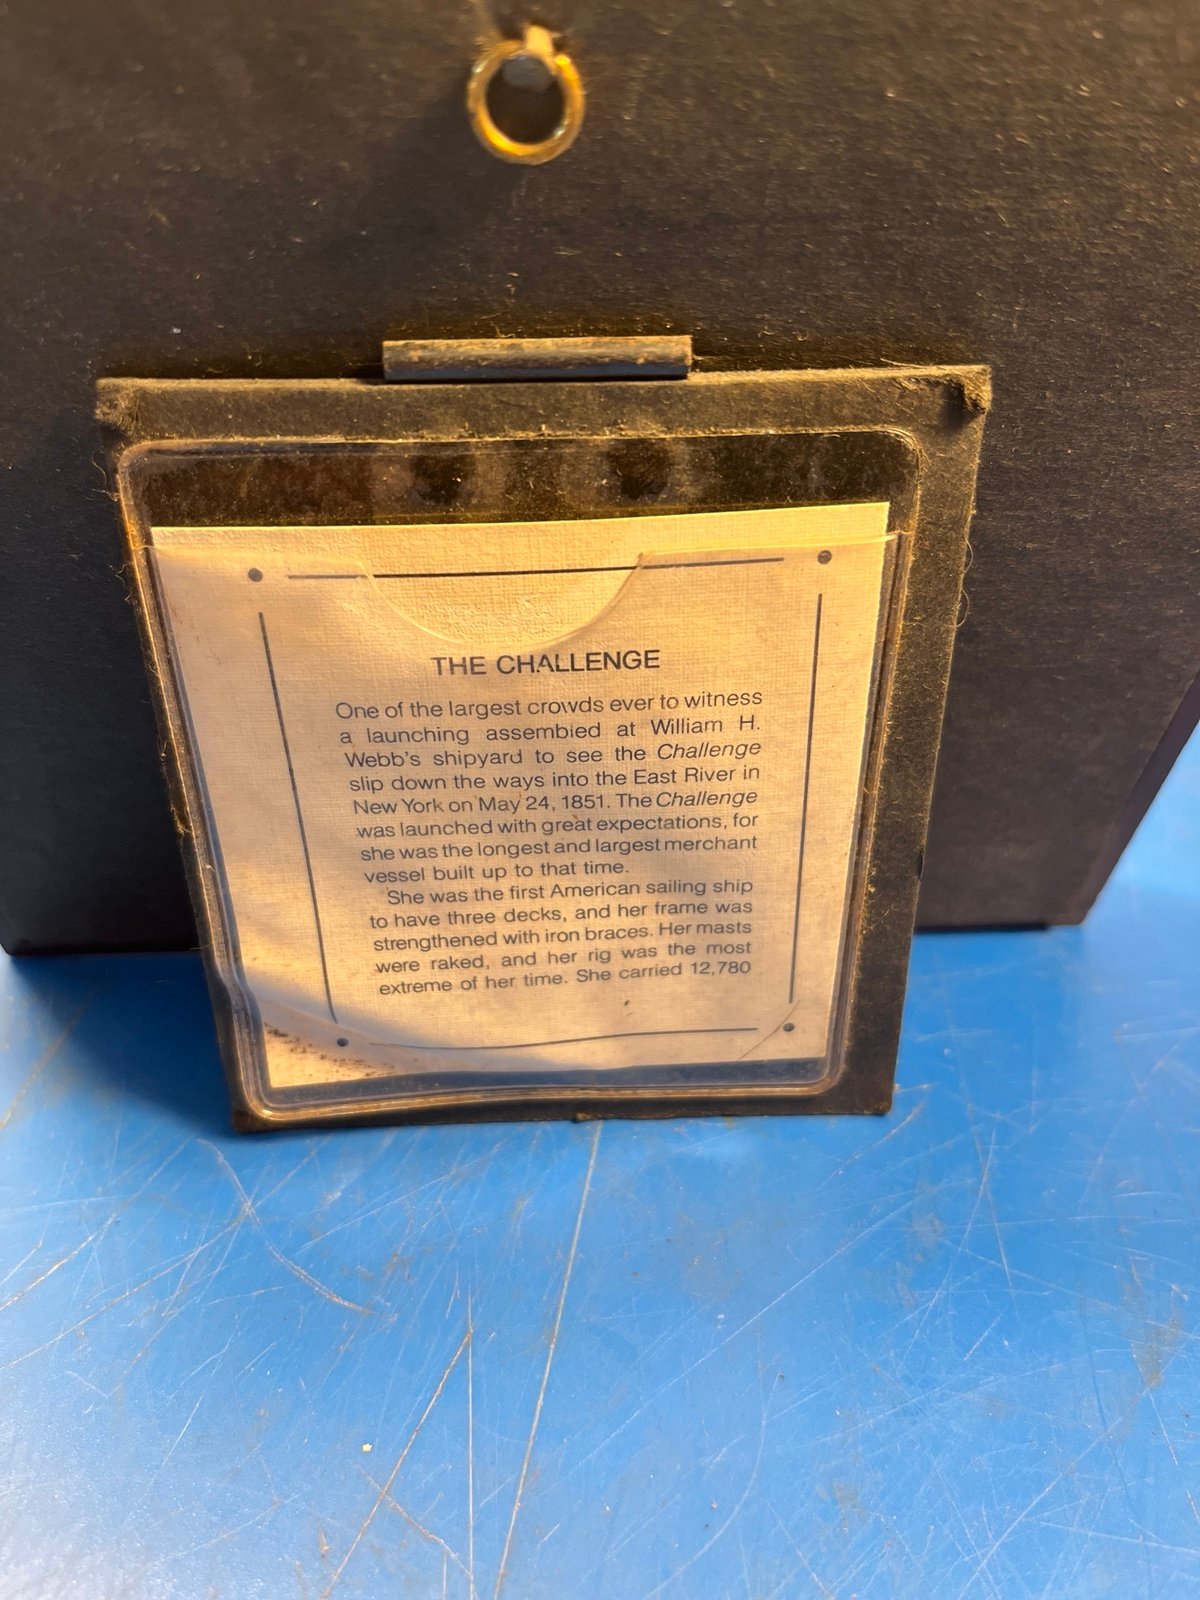 THE CHALLENGE
One of the largest crowds ever to witness
a launching assembied at William H.
Webb's shipyard to see the Challenge
slip down the ways into the East River in
New York on May 24, 1851. The Challenge
was launched with great expectations, for
she was the longest and largest merchant
vessel built up to that time.
She was the first American sailing ship
to have three decks, and her frame was
strengthened with iron braces. Her masts
were raked, and her rig was the most
extreme of her time. She carried 12,780